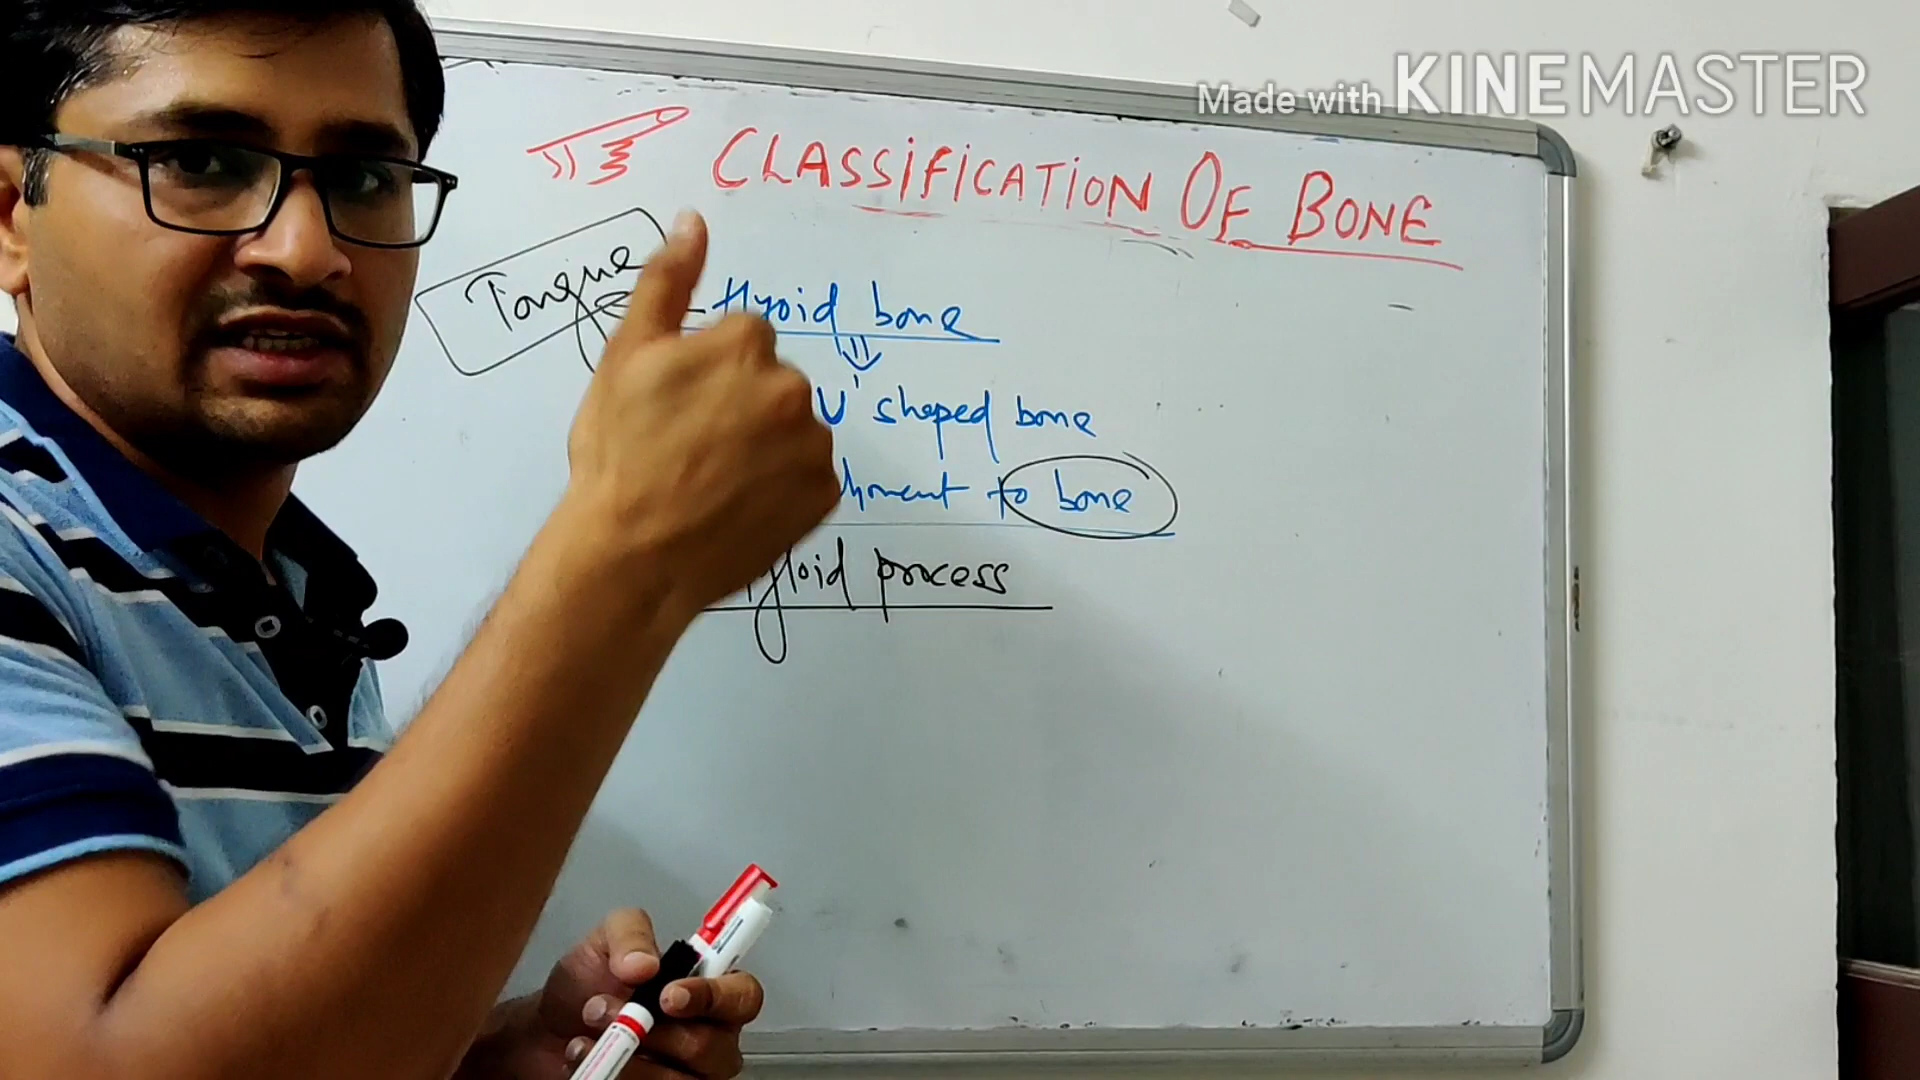 Made with KINEMASTER
CLASSiFiCATiON OF BONE
Tongue
Hyoid bone
U' shaped bone
to bone
process